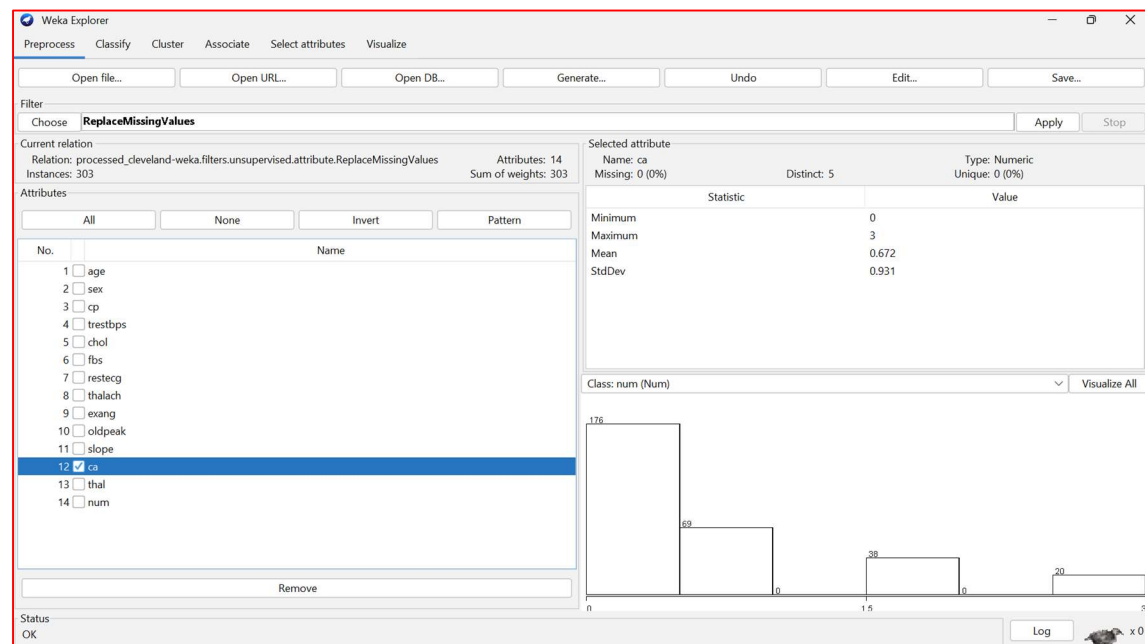 Weka Explorer
Preprocess Classify Cluster Associate Select attributes Visualize
Open file... Open URL... Open DB... Generate... Undo Edit... Save...
Filter
Choose ReplaceMissingValues Apply Stop
Current relation
Relation: processed_cleveland-weka.filters.unsupervised.attribute.ReplaceMissingValues Attributes: 14
Instances: 303 Sum of weights: 303
Attributes
All None Invert Pattern
No. Name
1 age
2 sex
3 cp
4 trestbps
5 chol
6 fbs
7 restecg
8 thalach
9 exang
10 oldpeak
11 slope
12 ca
13 thal
14 num
Remove
Selected attribute
Name: ca Type: Numeric
Missing: 0 (0%) Distinct: 5 Unique: 0 (0%)
Statistic Value
Minimum 0
Maximum 3
Mean 0.672
StdDev 0.931
Class: num (Num) Visualize All
176
69
38
20
0 0
0 1.5 3
Status
OK
Log x 0